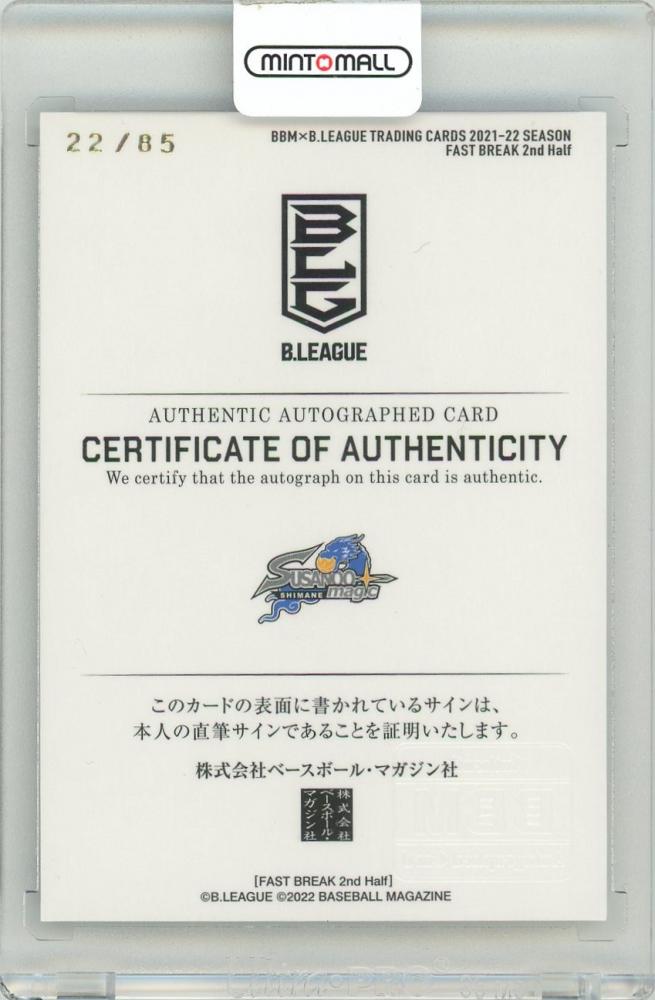 MINTOMALL
22/85
BBM×B.LEAGUE TRADING CARDS 2021-22 SEASON
FAST BREAK 2nd Half
BLG
B.LEAGUE
AUTHENTIC AUTOGRAPHED CARD
CERTIFICATE OF AUTHENTICITY
We certify that the autograph on this card is authentic.
SUSANOO
SHIMANE magic
このカードの表面に書かれているサインは、
本人の直筆サインであることを証明いたします。
株式会社ベースボール・マガジン社
株式会社
ベースボール・
マガジン社
[FAST BREAK 2nd Half]
©B.LEAGUE ©2022 BASEBALL MAGAZINE